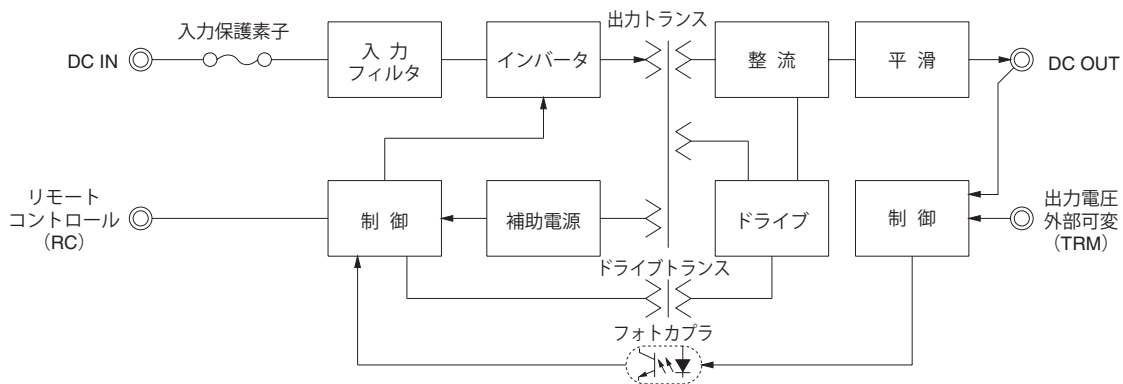 入力保護素子
出力トランス
DC IN
入 力
フィルタ
インバータ
整 流
平 滑
DC OUT
リモート
コントロール
（RC）
制 御
補助電源
ドライブ
制 御
出力電圧
外部可変
（TRM）
ドライブトランス
フォトカプラ